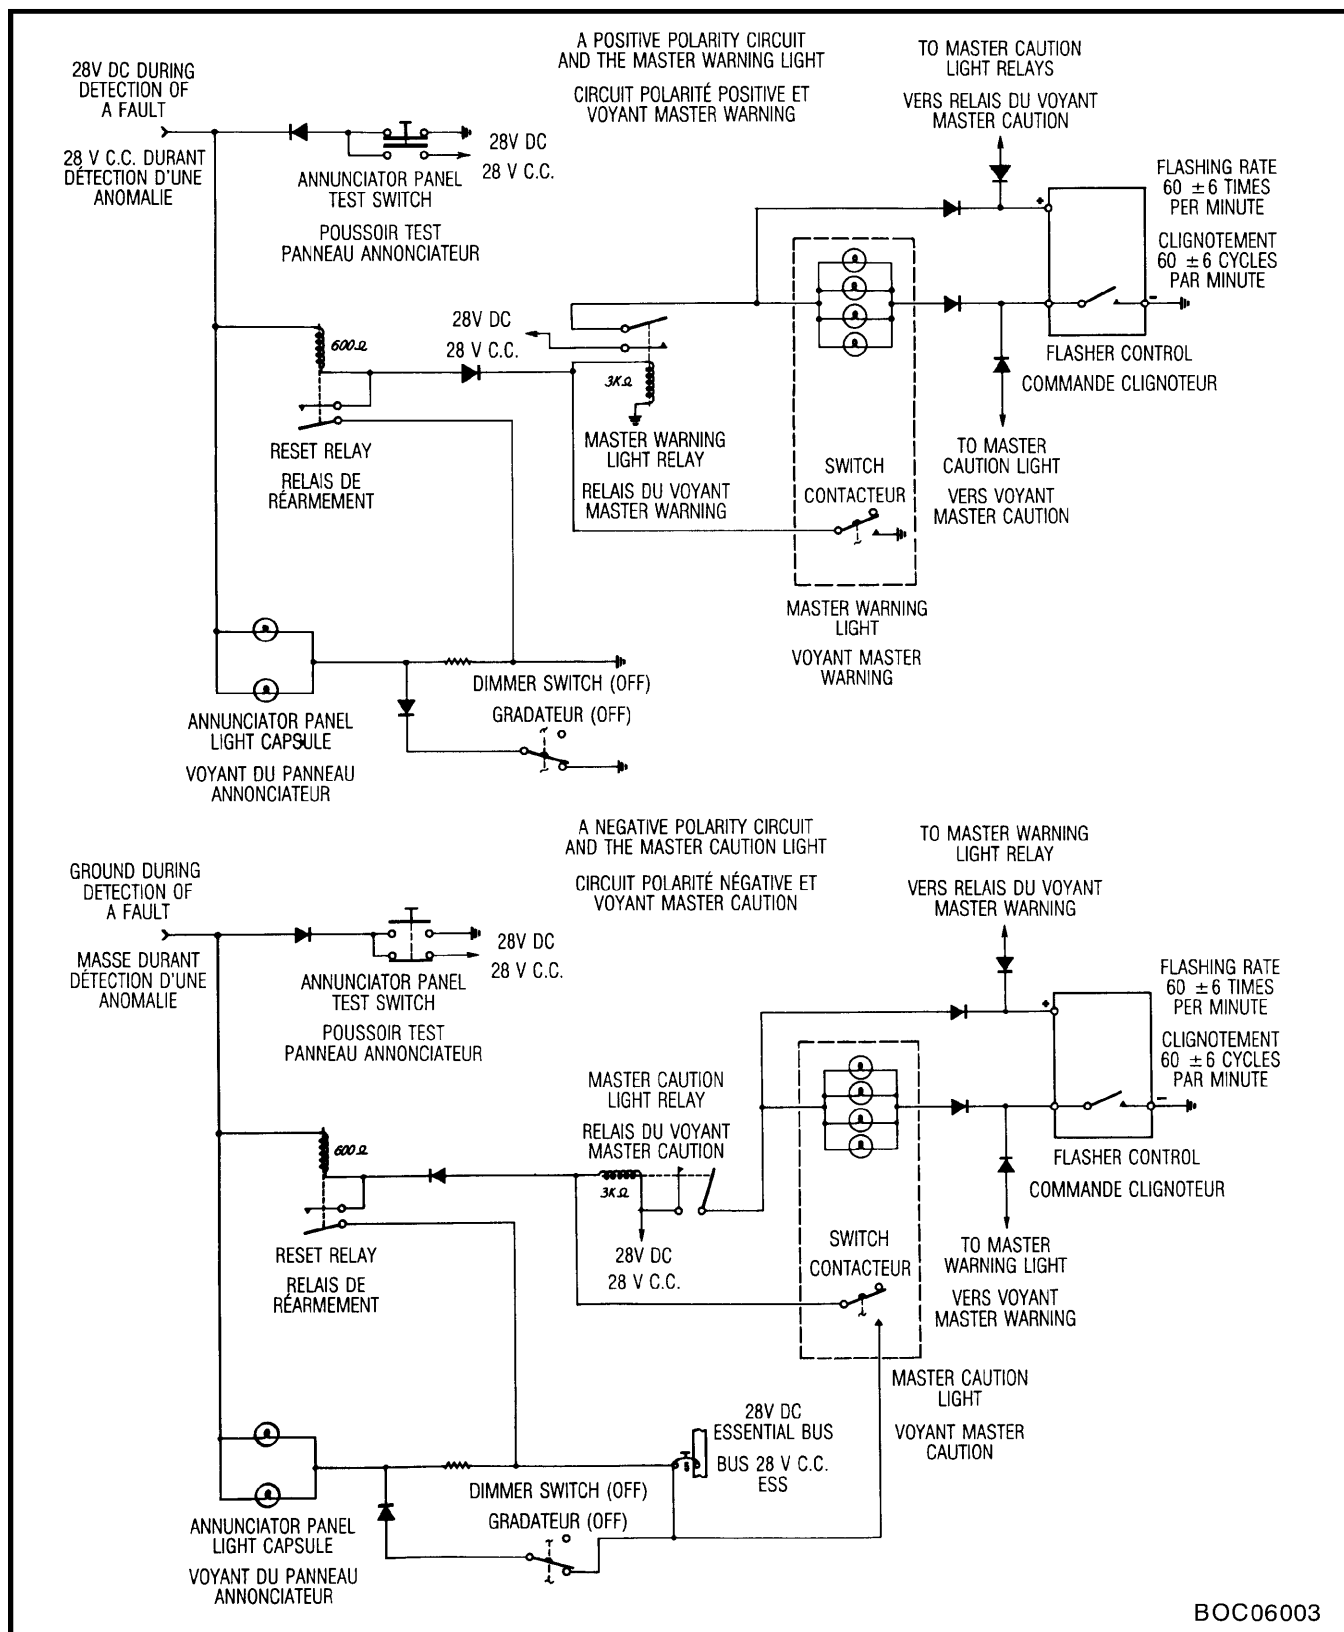 A POSITIVE POLARITY CIRCUIT
AND THE MASTER WARNING LIGHT
CIRCUIT POLARITÉ POSITIVE ET
VOYANT MASTER WARNING
28V DC DURING
DETECTION OF
A FAULT
28 V C.C. DURANT
DÉTECTION D'UNE
ANOMALIE
28V DC
28 V C.C.
ANNUNCIATOR PANEL
TEST SWITCH
POUSSOIR TEST
PANNEAU ANNONCIATEUR
TO MASTER CAUTION
LIGHT RELAYS
VERS RELAIS DU VOYANT
MASTER CAUTION
FLASHING RATE
60 ±6 TIMES
PER MINUTE
CLIGNOTEMENT
60 ±6 CYCLES
PAR MINUTE
+
−
FLASHER CONTROL
COMMANDE CLIGNOTEUR
600Ω
28V DC
28 V C.C.
3KΩ
RESET RELAY
RELAIS DE
RÉARMEMENT
MASTER WARNING
LIGHT RELAY
RELAIS DU VOYANT
MASTER WARNING
SWITCH
CONTACTEUR
TO MASTER
CAUTION LIGHT
VERS VOYANT
MASTER CAUTION
MASTER WARNING
LIGHT
VOYANT MASTER
WARNING
DIMMER SWITCH (OFF)
GRADATEUR (OFF)
ANNUNCIATOR PANEL
LIGHT CAPSULE
VOYANT DU PANNEAU
ANNONCIATEUR
A NEGATIVE POLARITY CIRCUIT
AND THE MASTER CAUTION LIGHT
CIRCUIT POLARITÉ NÉGATIVE ET
VOYANT MASTER CAUTION
GROUND DURING
DETECTION OF
A FAULT
MASSE DURANT
DÉTECTION D'UNE
ANOMALIE
28V DC
28 V C.C.
ANNUNCIATOR PANEL
TEST SWITCH
POUSSOIR TEST
PANNEAU ANNONCIATEUR
TO MASTER WARNING
LIGHT RELAY
VERS RELAIS DU VOYANT
MASTER WARNING
FLASHING RATE
60 ±6 TIMES
PER MINUTE
CLIGNOTEMENT
60 ±6 CYCLES
PAR MINUTE
+
−
FLASHER CONTROL
COMMANDE CLIGNOTEUR
MASTER CAUTION
LIGHT RELAY
RELAIS DU VOYANT
MASTER CAUTION
600Ω
3KΩ
28V DC
28 V C.C.
RESET RELAY
RELAIS DE
RÉARMEMENT
SWITCH
CONTACTEUR
TO MASTER
WARNING LIGHT
VERS VOYANT
MASTER WARNING
MASTER CAUTION
LIGHT
VOYANT MASTER
CAUTION
28V DC
ESSENTIAL BUS
BUS 28 V C.C.
ESS
5
DIMMER SWITCH (OFF)
GRADATEUR (OFF)
ANNUNCIATOR PANEL
LIGHT CAPSULE
VOYANT DU PANNEAU
ANNONCIATEUR
BOC06003